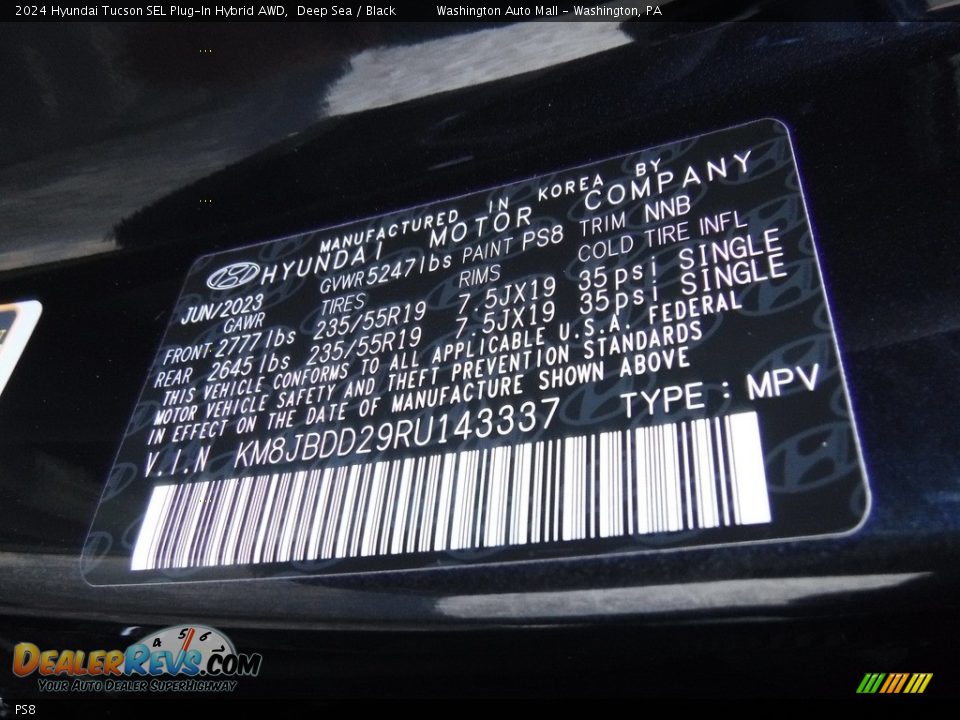 2024 Hyundai Tucson SEL Plug-In Hybrid AWD, Deep Sea / Black Washington Auto Mall - Washington, PA
MANUFACTURED IN KOREA BY
HYUNDAI MOTOR COMPANY
JUN/2023 GVWR 5247lbs PAINT PS8 TRIM NNB
GAWR TIRES RIMS COLD TIRE INFL
FRONT 2777lbs 235/55R19 7.5JX19 35psi SINGLE
REAR 2645lbs 235/55R19 7.5JX19 35psi SINGLE
THIS VEHICLE CONFORMS TO ALL APPLICABLE U.S.A. FEDERAL
MOTOR VEHICLE SAFETY AND THEFT PREVENTION STANDARDS
IN EFFECT ON THE DATE OF MANUFACTURE SHOWN ABOVE
V.I.N KM8JBDD29RU143337 TYPE : MPV
4 5 6
DEALERREVS.COM
YOUR AUTO DEALER SUPERHIGHWAY
PS8